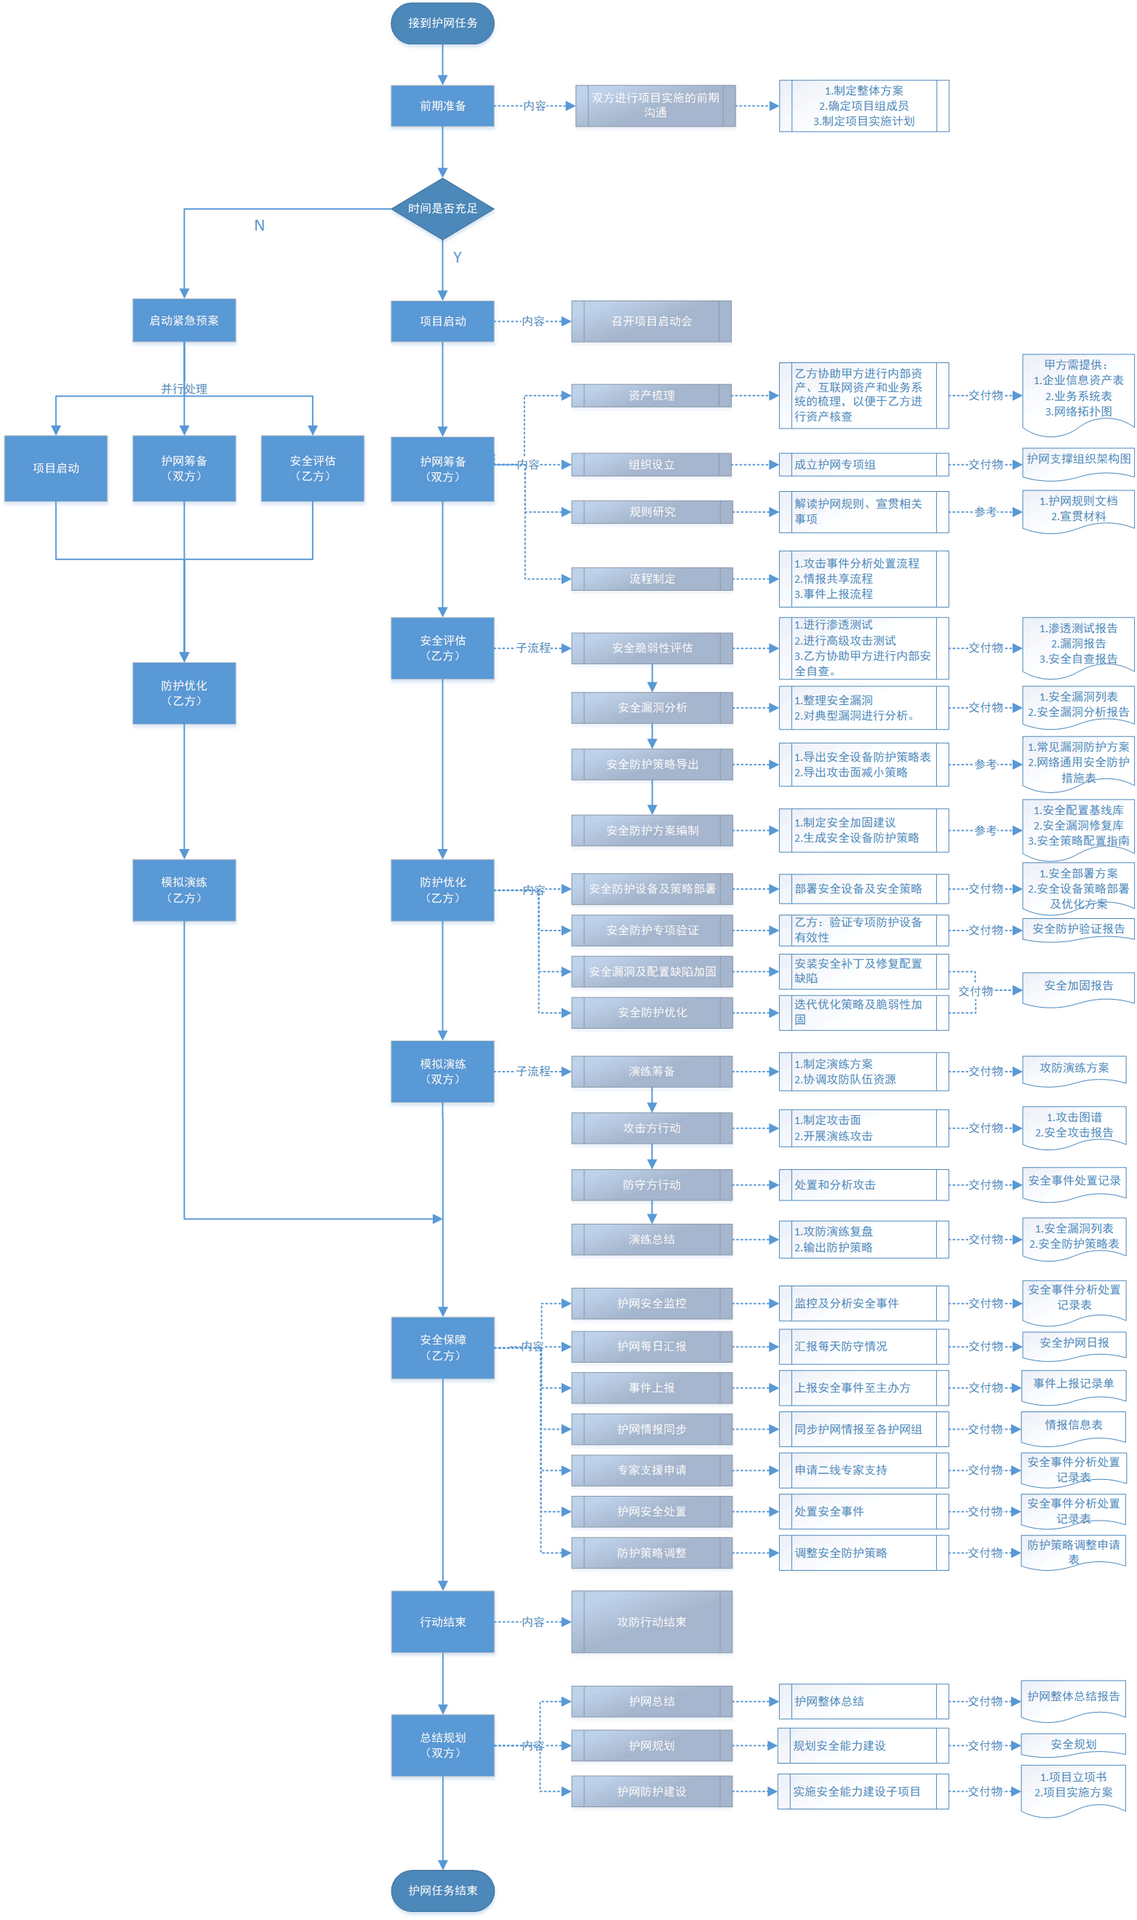 接到护网任务
前期准备
内容
双方进行项目实施的前期
沟通
1.制定整体方案
2.确定项目组成员
3.制定项目实施计划
时间是否充足
N
Y
启动紧急预案
项目启动
内容
召开项目启动会
并行处理
项目启动
护网筹备
（双方）
安全评估
（乙方）
护网筹备
（双方）
内容
资产梳理
乙方协助甲方进行内部资
产、互联网资产和业务系
统的梳理，以便于乙方进
行资产核查
交付物
甲方需提供：
1.企业信息资产表
2.业务系统表
3.网络拓扑图
组织设立
成立护网专项组
交付物
护网支撑组织架构图
规则研究
解读护网规则、宣贯相关
事项
参考
1.护网规则文档
2.宣贯材料
流程制定
1.攻击事件分析处置流程
2.情报共享流程
3.事件上报流程
安全评估
（乙方）
子流程
安全脆弱性评估
1.进行渗透测试
2.进行高级攻击测试
3.乙方协助甲方进行内部安
全自查。
交付物
1.渗透测试报告
2.漏洞报告
3.安全自查报告
防护优化
（乙方）
安全漏洞分析
1.整理安全漏洞
2.对典型漏洞进行分析。
交付物
1.安全漏洞列表
2.安全漏洞分析报告
安全防护策略导出
1.导出安全设备防护策略表
2.导出攻击面减小策略
参考
1.常见漏洞防护方案
2.网络通用安全防护
措施表
安全防护方案编制
1.制定安全加固建议
2.生成安全设备防护策略
参考
1.安全配置基线库
2.安全漏洞修复库
3.安全策略配置指南
模拟演练
（乙方）
防护优化
（乙方）
内容
安全防护设备及策略部署
部署安全设备及安全策略
交付物
1.安全部署方案
2.安全设备策略部署
及优化方案
安全防护专项验证
乙方：验证专项防护设备
有效性
交付物
安全防护验证报告
安全漏洞及配置缺陷加固
安装安全补丁及修复配置
缺陷
交付物
安全加固报告
安全防护优化
迭代优化策略及脆弱性加
固
模拟演练
（双方）
子流程
演练筹备
1.制定演练方案
2.协调攻防队伍资源
交付物
攻防演练方案
攻击方行动
1.制定攻击面
2.开展演练攻击
交付物
1.攻击图谱
2.安全攻击报告
防守方行动
处置和分析攻击
交付物
安全事件处置记录
演练总结
1.攻防演练复盘
2.输出防护策略
交付物
1.安全漏洞列表
2.安全防护策略表
安全保障
（乙方）
内容
护网安全监控
监控及分析安全事件
交付物
安全事件分析处置
记录表
护网每日汇报
汇报每天防守情况
交付物
安全护网日报
事件上报
上报安全事件至主办方
交付物
事件上报记录单
护网情报同步
同步护网情报至各护网组
交付物
情报信息表
专家支援申请
申请二线专家支持
交付物
安全事件分析处置
记录表
护网安全处置
处置安全事件
交付物
安全事件分析处置
记录表
防护策略调整
调整安全防护策略
交付物
防护策略调整申请
表
行动结束
内容
攻防行动结束
总结规划
（双方）
内容
护网总结
护网整体总结
交付物
护网整体总结报告
护网规划
规划安全能力建设
交付物
安全规划
护网防护建设
实施安全能力建设子项目
交付物
1.项目立项书
2.项目实施方案
护网任务结束